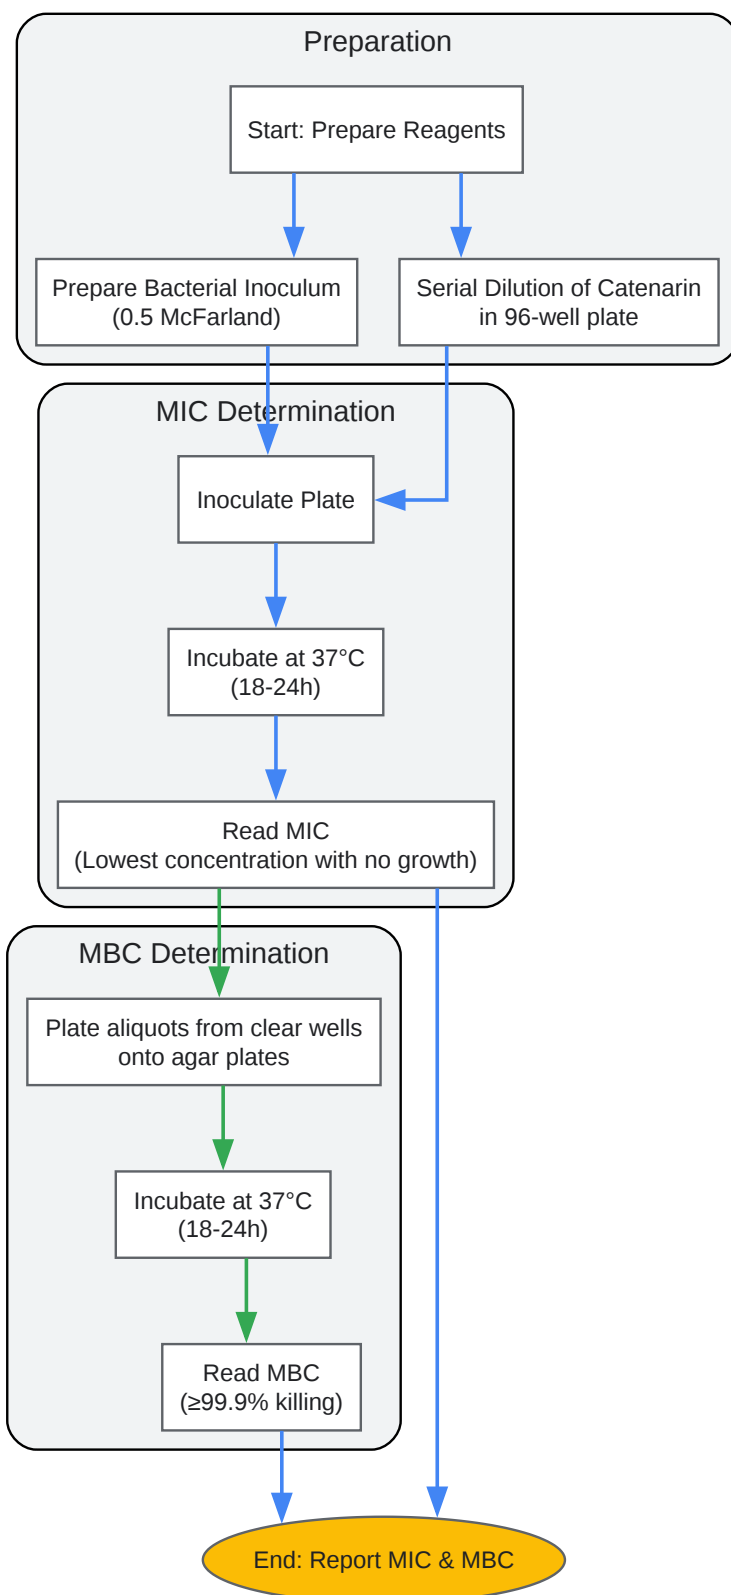 Preparation
Start: Prepare Reagents
Prepare Bacterial Inoculum
(0.5 McFarland)
Serial Dilution of Catenarin
in 96-well plate
MIC Determination
Inoculate Plate
Incubate at 37°C
(18-24h)
Read MIC
(Lowest concentration with no growth)
MBC Determination
Plate aliquots from clear wells
onto agar plates
Incubate at 37°C
(18-24h)
Read MBC
(≥99.9% killing)
End: Report MIC & MBC